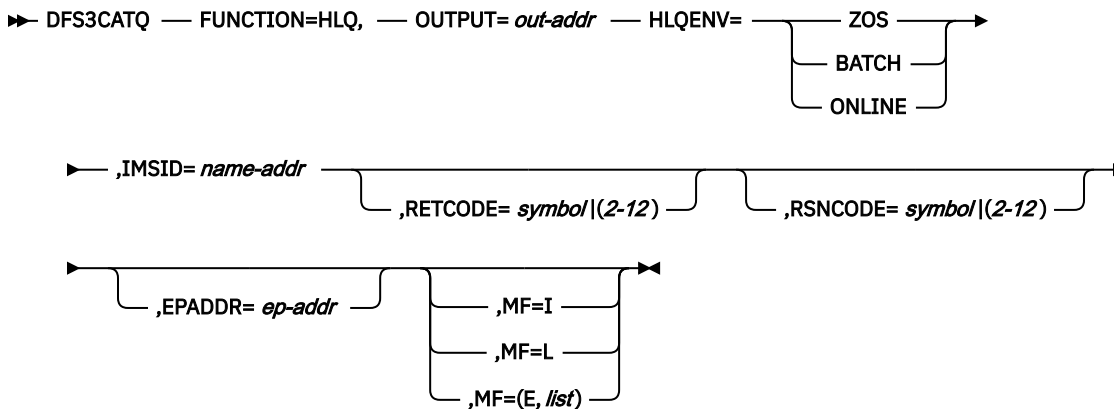 DFS3CATQ FUNCTION=HLQ, OUTPUT= out-addr HLQENV= ZOS
BATCH
ONLINE
,IMSID= name-addr
,RETCODE= symbol|(2-12) ,RSNCODE= symbol|(2-12)
,EPADDR= ep-addr ,MF=I
,MF=L
,MF=(E, list)